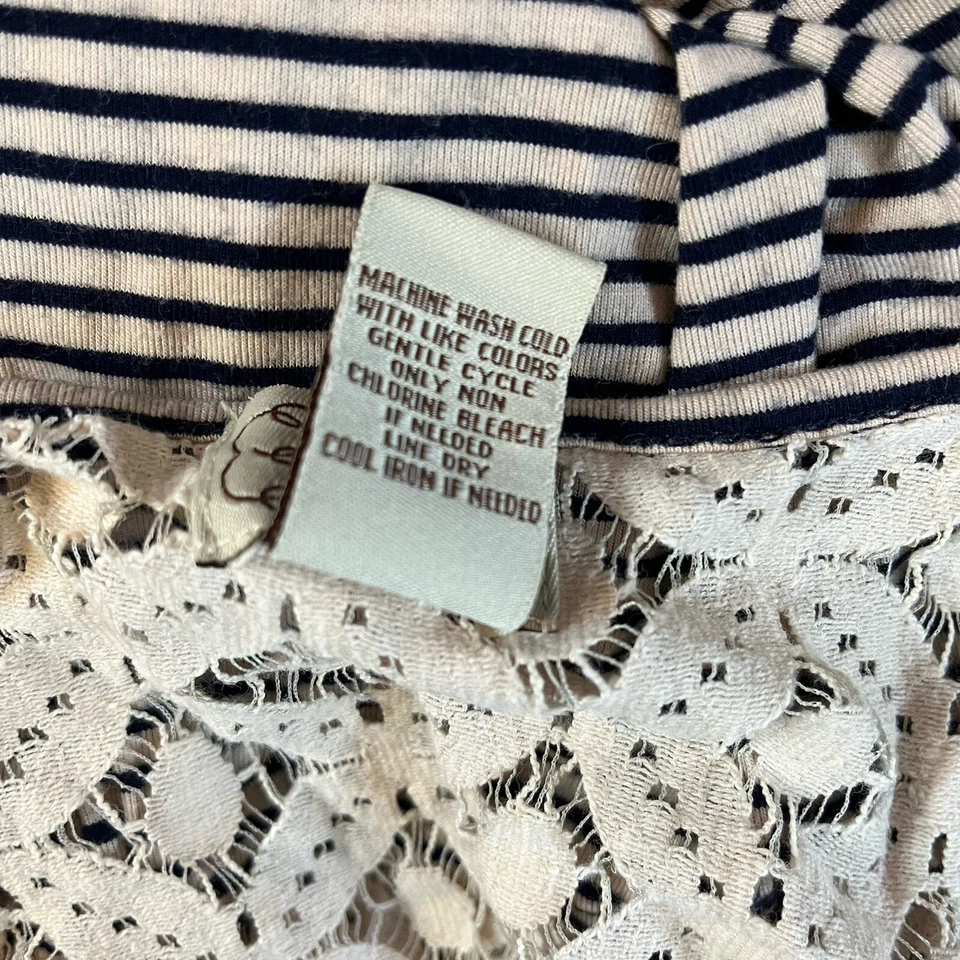 MACHINE WASH COLD
WITH LIKE COLORS
GENTLE CYCLE
ONLY NON
CHLORINE BLEACH
IF NEEDED
LINE DRY
COOL IRON IF NEEDED